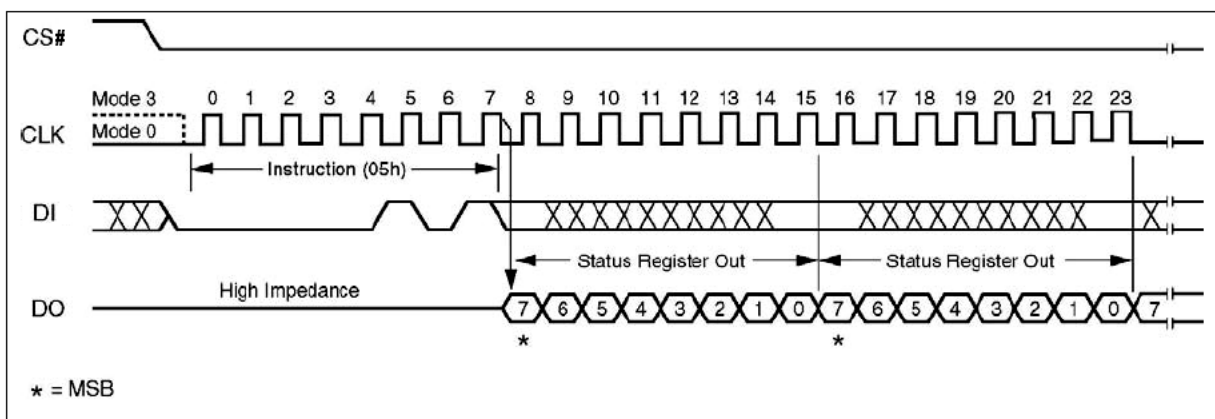 CS#
Mode 3
0 1 2 3 4 5 6 7 8 9 10 11 12 13 14 15 16 17 18 19 20 21 22 23
CLK
Mode 0
Instruction (05h)
DI
Status Register Out
Status Register Out
High Impedance
DO
7 6 5 4 3 2 1 0 7 6 5 4 3 2 1 0 7
* *
* = MSB